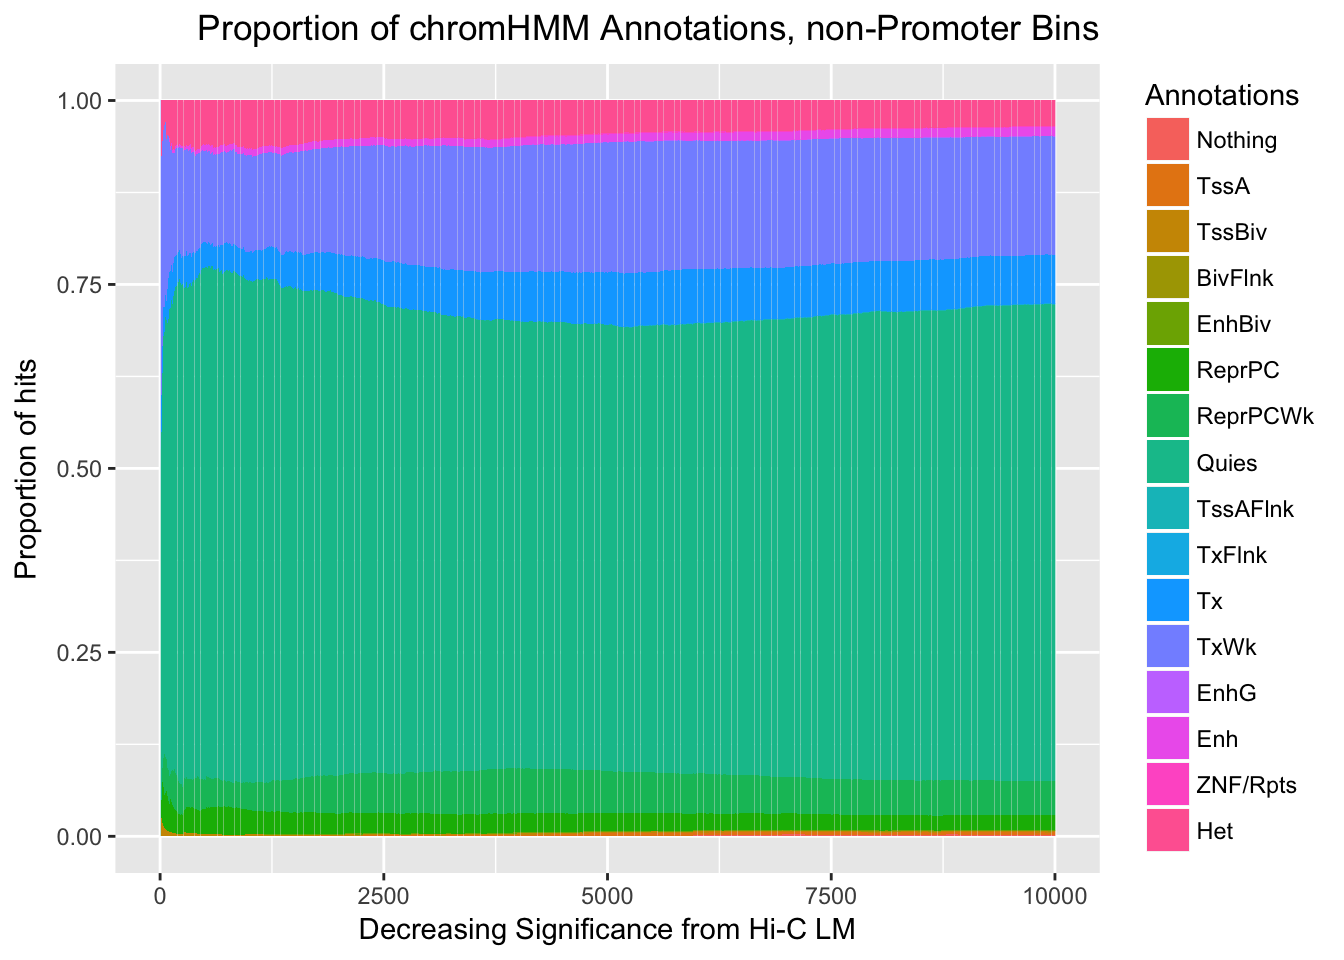 Proportion of chromHMM Annotations, non-Promoter Bins
Proportion of hits
1.00
0.75
0.50
0.25
0.00
0
2500
5000
7500
10000
Decreasing Significance from Hi-C LM
Annotations
Nothing
TssA
TssBiv
BivFlnk
EnhBiv
ReprPC
ReprPCWk
Quies
TssAFlnk
TxFlnk
Tx
TxWk
EnhG
Enh
ZNF/Rpts
Het